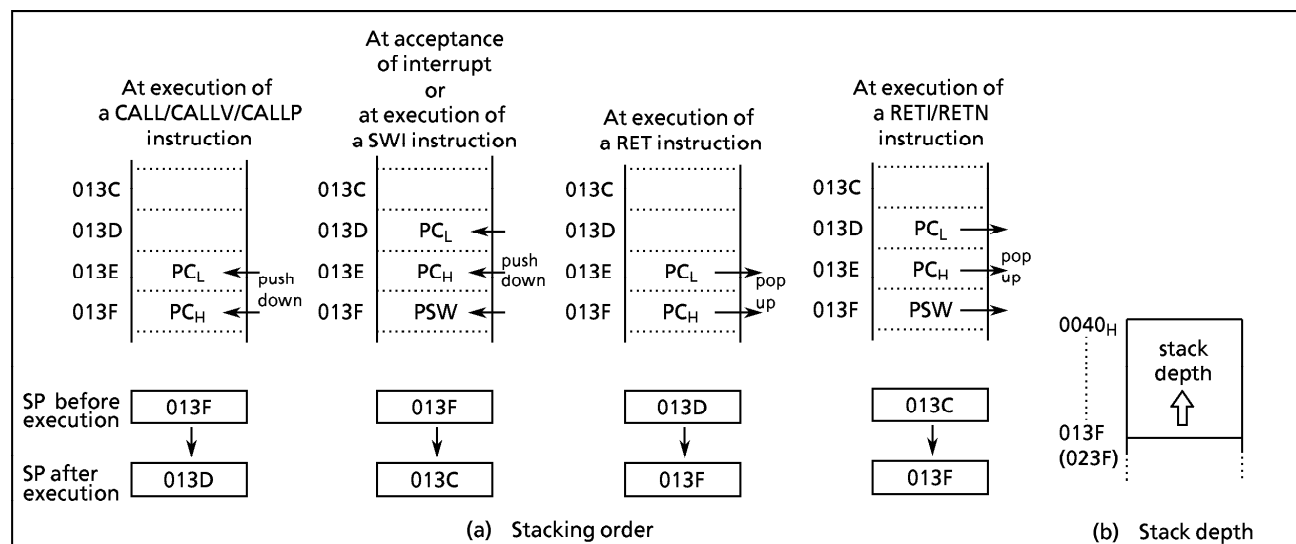 At execution of
a CALL/CALLV/CALLP
instruction
013C
013D
013E PCL push
013F PCH down
SP before
execution
013F
SP after
execution
013D
At acceptance
of interrupt
or
at execution of
a SWI instruction
013C
013D PCL
013E PCH push
013F PSW down
013F
013C
At execution of
a RET instruction
013C
013D
013E PCL pop
013F PCH up
013D
013F
At execution of
a RETI/RETN
instruction
013C
013D PCL
013E PCH pop
013F PSW up
013C
013F
(a) Stacking order
0040H
stack
depth
013F
(023F)
(b) Stack depth